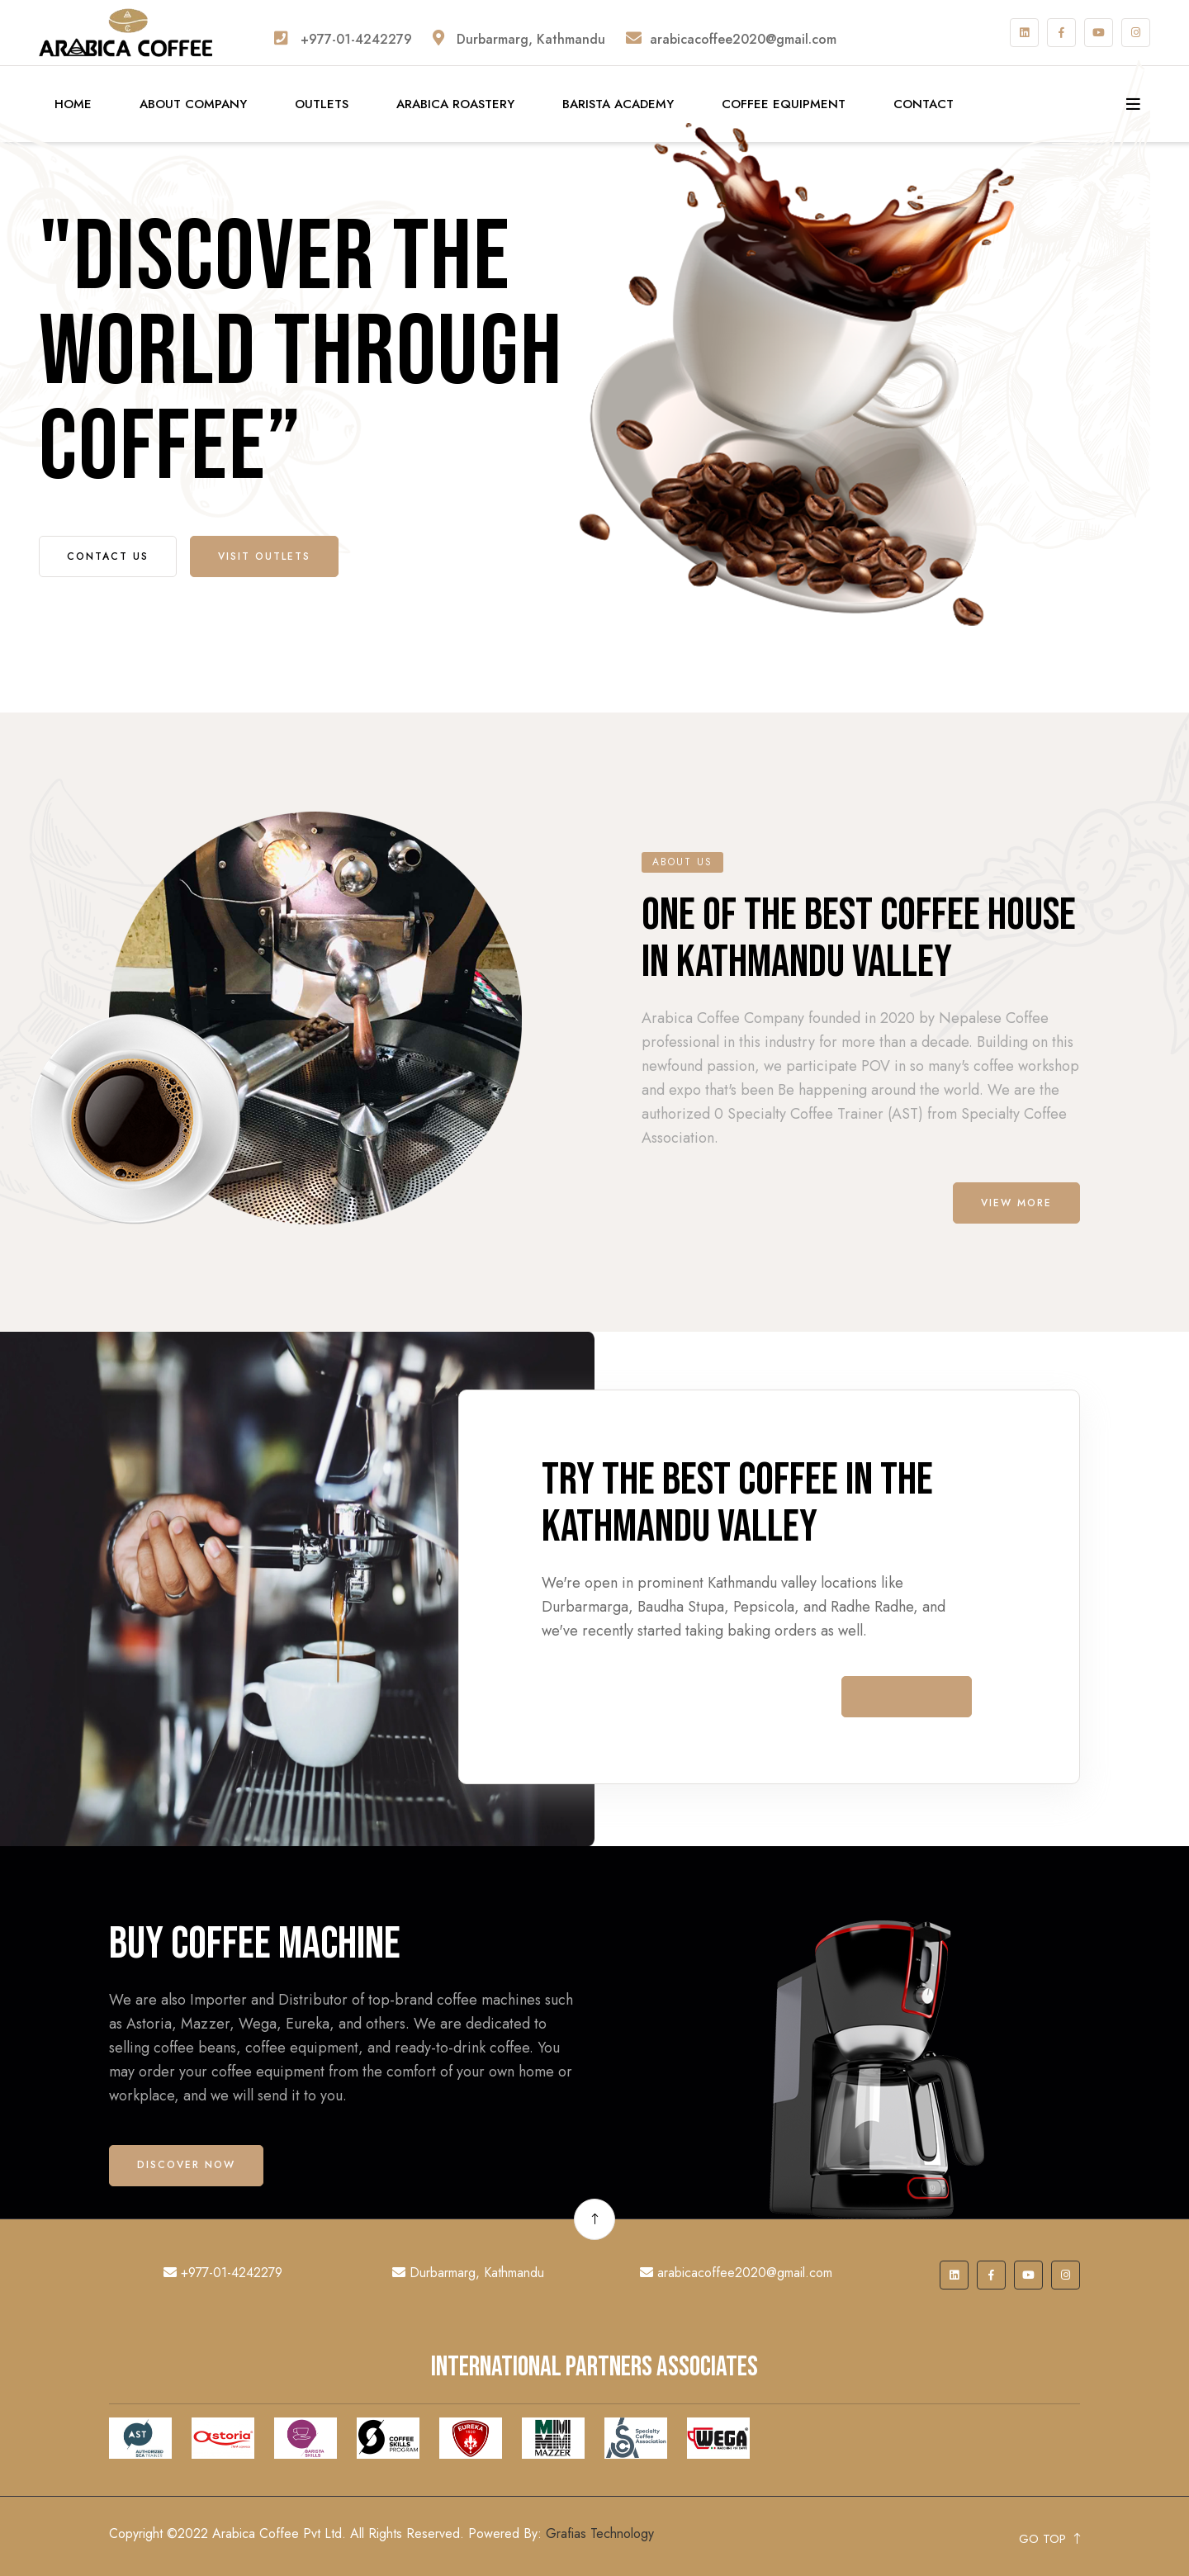 ARABICA COFFEE
+977-01-4242279 Durbarmarg, Kathmandu arabicacoffee2020@gmail.com
HOME ABOUT COMPANY OUTLETS ARABICA ROASTERY BARISTA ACADEMY COFFEE EQUIPMENT CONTACT
"DISCOVER THE
WORLD THROUGH
COFFEE”
CONTACT US VISIT OUTLETS
ABOUT US
ONE OF THE BEST COFFEE HOUSE
IN KATHMANDU VALLEY
Arabica Coffee Company founded in 2020 by Nepalese Coffee
professional in this industry for more than a decade. Building on this
newfound passion, we participate POV in so many's coffee workshop
and expo that's been Be happening around the world. We are the
authorized 0 Specialty Coffee Trainer (AST) from Specialty Coffee
Association.
VIEW MORE
TRY THE BEST COFFEE IN THE
KATHMANDU VALLEY
We're open in prominent Kathmandu valley locations like
Durbarmarga, Baudha Stupa, Pepsicola, and Radhe Radhe, and
we've recently started taking baking orders as well.
BUY COFFEE MACHINE
We are also Importer and Distributor of top-brand coffee machines such
as Astoria, Mazzer, Wega, Eureka, and others. We are dedicated to
selling coffee beans, coffee equipment, and ready-to-drink coffee. You
may order your coffee equipment from the comfort of your own home or
workplace, and we will send it to you.
DISCOVER NOW
+977-01-4242279 Durbarmarg, Kathmandu arabicacoffee2020@gmail.com
INTERNATIONAL PARTNERS ASSOCIATES
AST
AUTHORIZED
SCA TRAINER
astoria
BARISTA
SKILLS
COFFEE
SKILLS
PROGRAM
EUREKA
1920
MAZZER
Specialty
Coffee
Association
WEGA
Copyright ©2022 Arabica Coffee Pvt Ltd. All Rights Reserved. Powered By: Grafias Technology
GO TOP